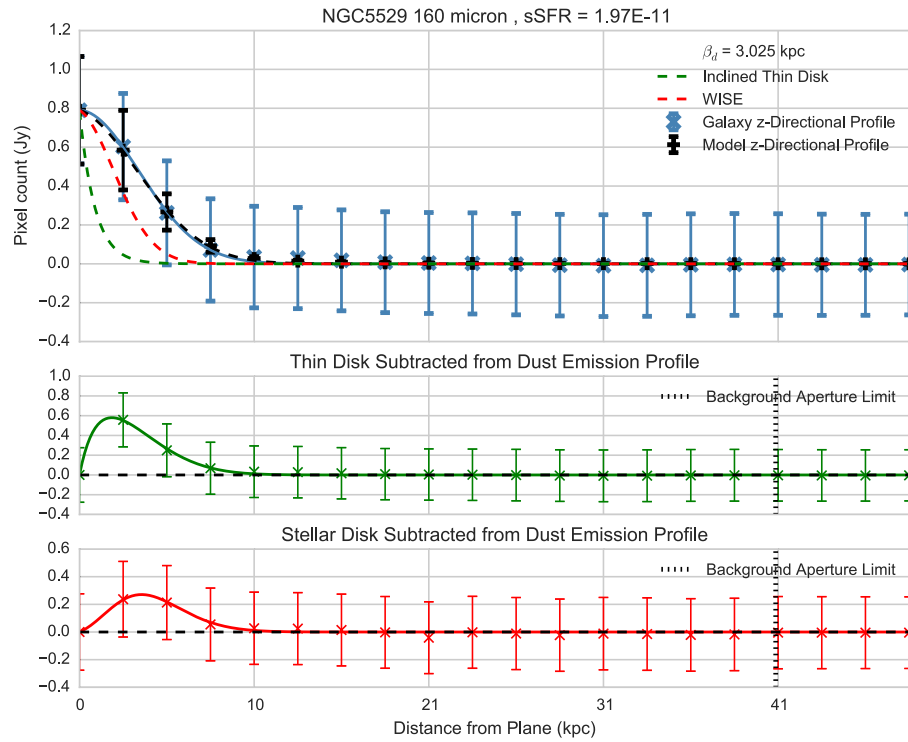 NGC5529 160 micron , sSFR = 1.97E-11
1.2
1.0
0.8
0.6
0.4
0.2
0.0
−0.2
−0.4
Pixel count (Jy)
β_d = 3.025 kpc
Inclined Thin Disk
WISE
Galaxy z-Directional Profile
Model z-Directional Profile
Thin Disk Subtracted from Dust Emission Profile
1.0
0.8
0.6
0.4
0.2
0.0
−0.2
−0.4
Background Aperture Limit
Stellar Disk Subtracted from Dust Emission Profile
0.6
0.4
0.2
0.0
−0.2
−0.4
Background Aperture Limit
0 10 21 31 41
Distance from Plane (kpc)